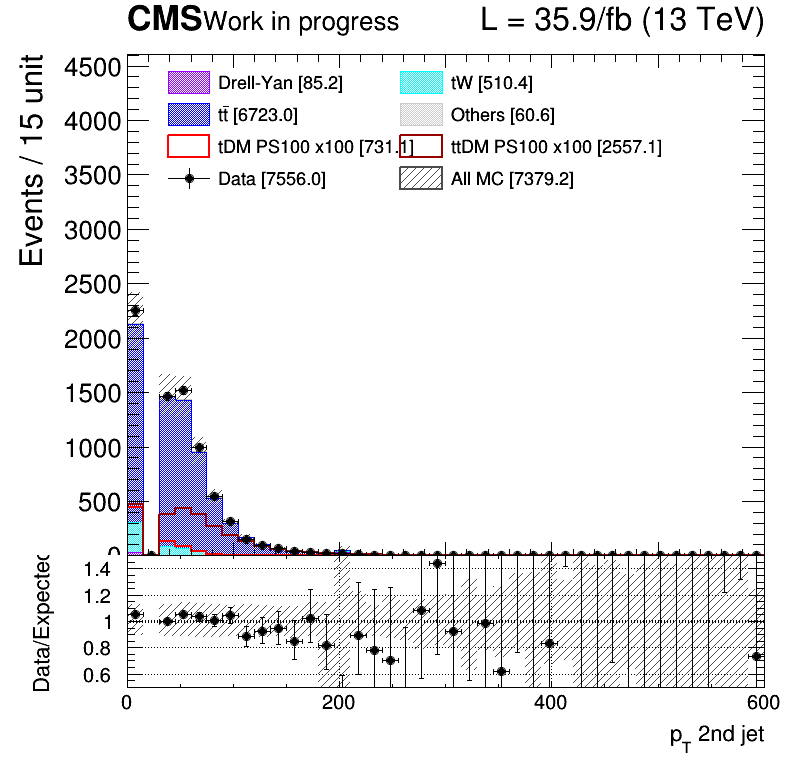 CMS Work in progress L = 35.9/fb (13 TeV)
Events / 15 unit
4500
4000
3500
3000
2500
2000
1500
1000
500
0
Drell-Yan [85.2] tW [510.4]
tt̄ [6723.0] Others [60.6]
tDM PS100 x100 [731.1] ttDM PS100 x100 [2557.1]
Data [7556.0] All MC [7379.2]
Data/Expected
1.4
1.2
1
0.8
0.6
0 200 400 600
p_T 2nd jet